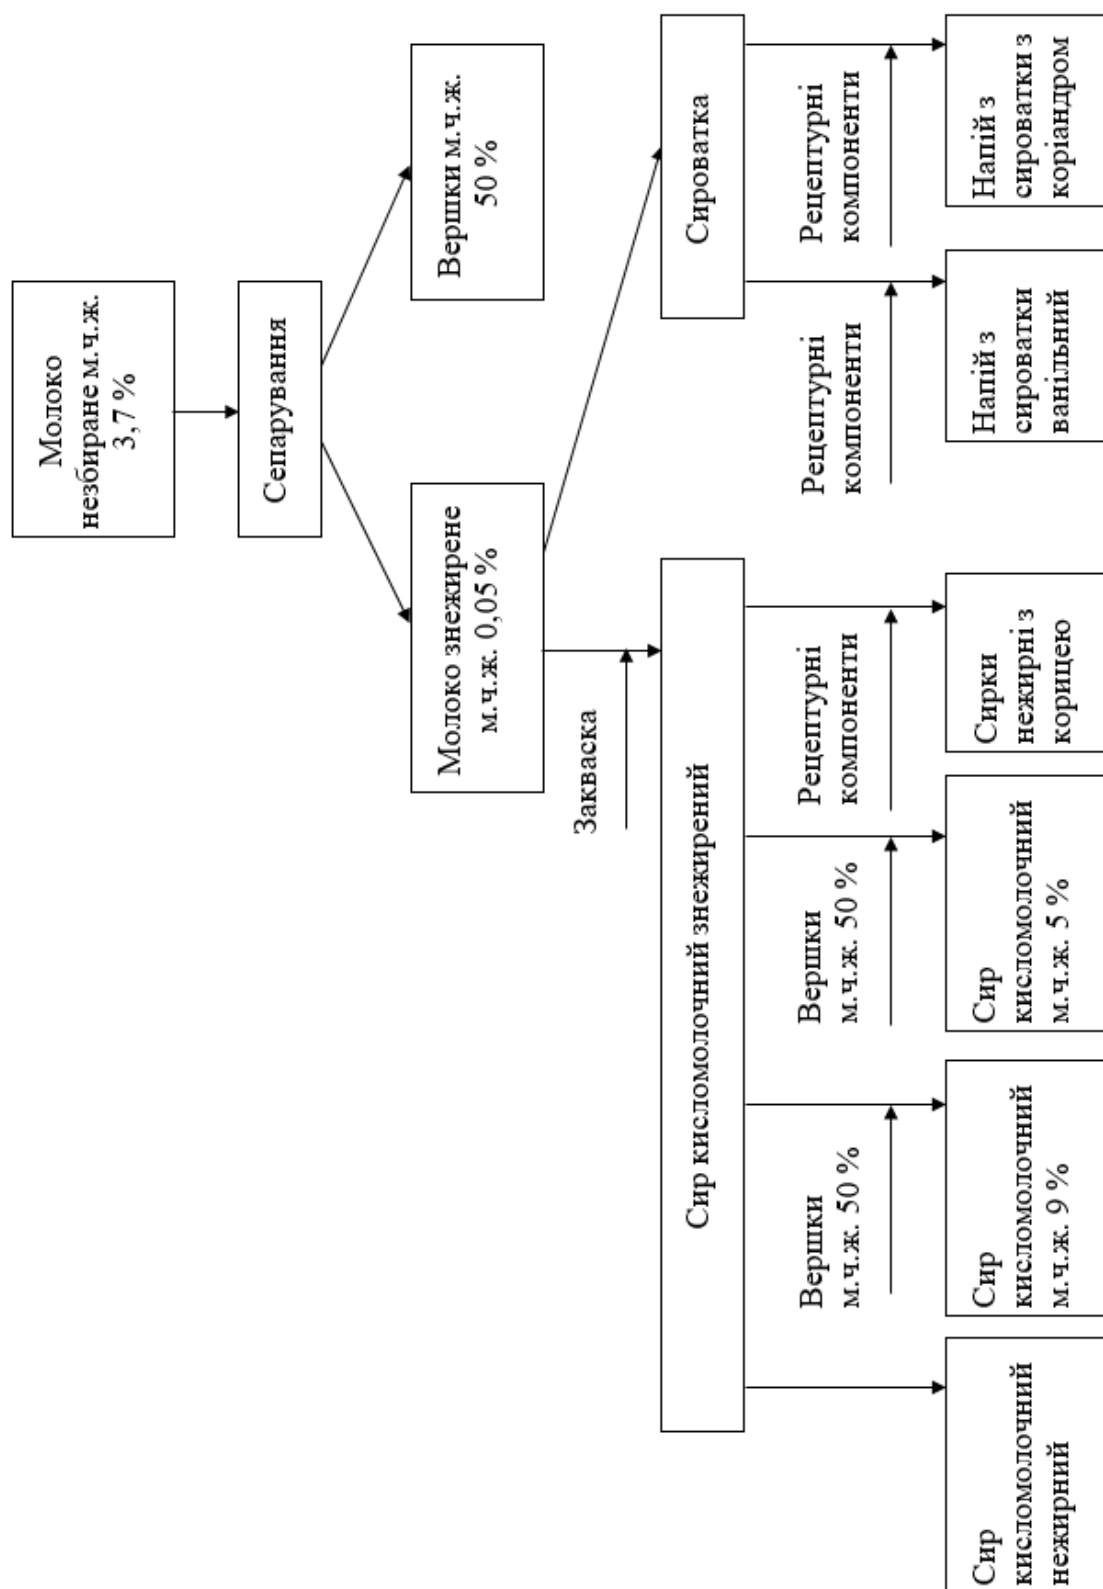 Молоко
незбиране м.ч.ж.
3,7 %
Сепарування
Молоко знежирене
м.ч.ж. 0,05 %
Вершки м.ч.ж.
50 %
Закваска
Сир кисломолочний знежирений
Сироватка
Вершки
м.ч.ж. 50 %
Вершки
м.ч.ж. 50 %
Рецептурні
компоненти
Рецептурні
компоненти
Рецептурні
компоненти
Сир
кисломолочний
нежирний
Сир
кисломолочний
м.ч.ж. 9 %
Сир
кисломолочний
м.ч.ж. 5 %
Сирки
нежирні з
корицею
Напій з
сироватки
ванільний
Напій з
сироватки з
коріандром